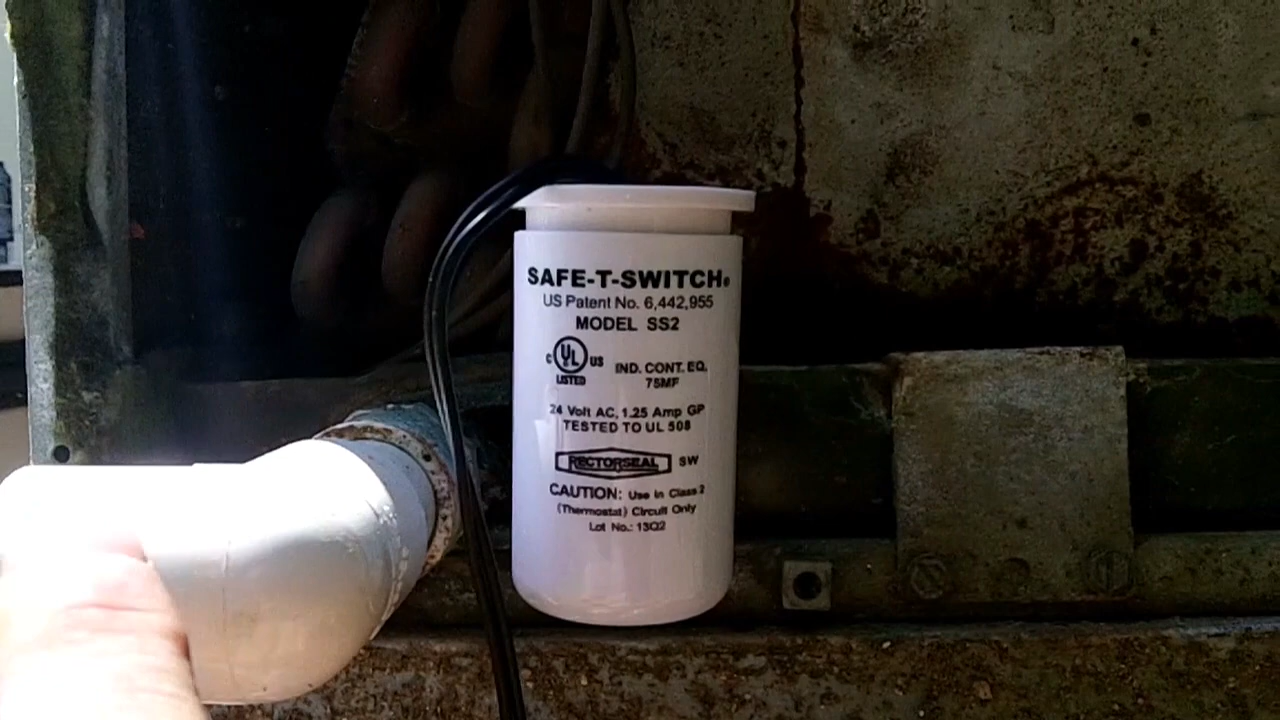 SAFE-T-SWITCH®
US Patent No. 6,442,955
MODEL SS2
C UL US
LISTED
IND. CONT. EQ.
75MF
24 Volt AC, 1.25 Amp GP
TESTED TO UL 508
RECTORSEAL SW
CAUTION: Use in Class 2
(Thermostat) Circuit Only
Lot No.: 13Q2